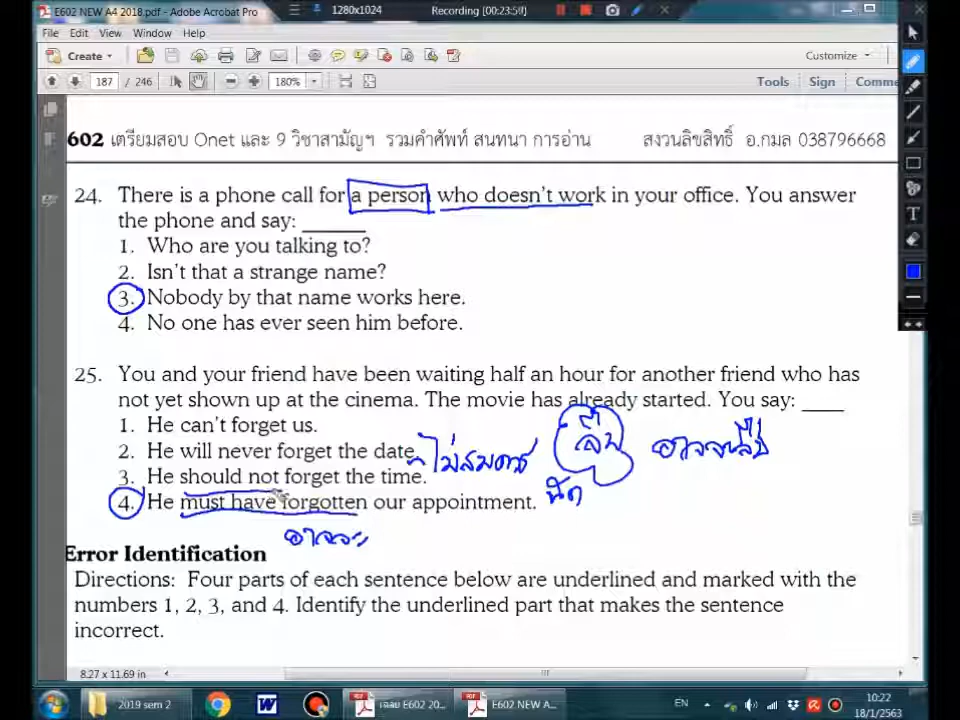 E602 NEW A4 2018.pdf - Adobe Acrobat Pro
1280x1024
Recording [00:23:50]
File Edit View Window Help
Create
Customize
187 / 246
180%
Tools Sign Comme
602 เตรียมสอบ Onet และ 9 วิชาสามัญฯ รวมคำศัพท์ สนทนา การอ่าน สงวนลิขสิทธิ์ อ.กมล 038796668
24. There is a phone call for a person who doesn't work in your office. You answer
the phone and say: ______
1. Who are you talking to?
2. Isn't that a strange name?
3. Nobody by that name works here.
4. No one has ever seen him before.
25. You and your friend have been waiting half an hour for another friend who has
not yet shown up at the cinema. The movie has already started. You say: ____
1. He can't forget us.
2. He will never forget the date.
3. He should not forget the time.
ไม่สมควร
ลืม
4. He must have forgotten our appointment.
นัด
อาจจะ
Error Identification
Directions: Four parts of each sentence below are underlined and marked with the
numbers 1, 2, 3, and 4. Identify the underlined part that makes the sentence
incorrect.
8.27 x 11.69 in
2019 sem 2
เฉลย E602 20...
E602 NEW A...
EN
10:22
18/1/2563